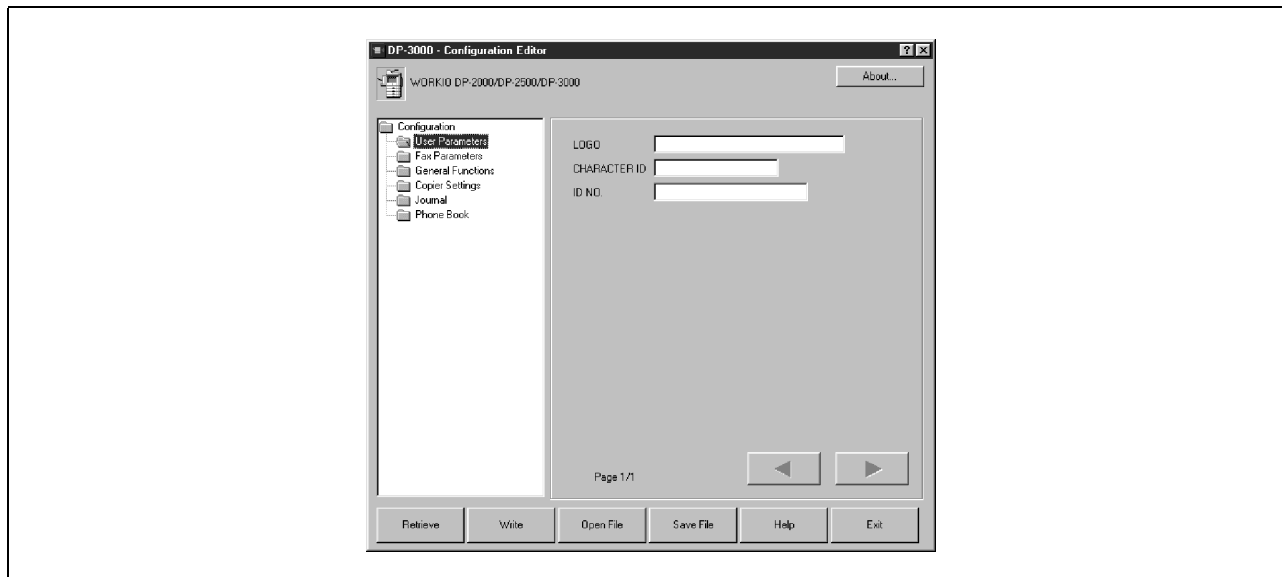 DP-3000 - Configuration Editor
WORKIO DP-2000/DP-2500/DP-3000
About...
Configuration
User Parameters
Fax Parameters
General Functions
Copier Settings
Journal
Phone Book
LOGO
CHARACTER ID
ID NO.
Page 1/1
Retrieve
Write
Open File
Save File
Help
Exit